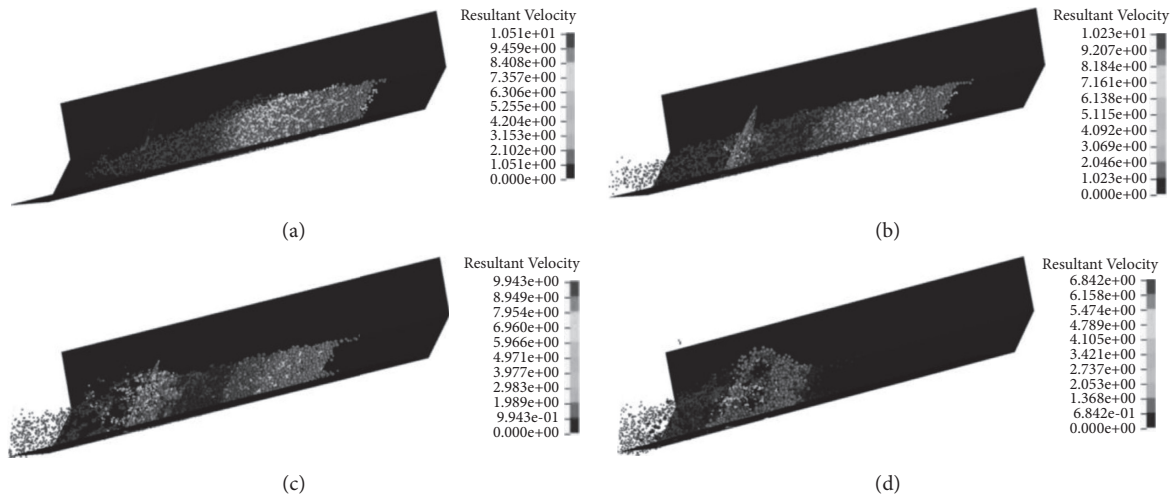 Resultant Velocity
1.051e+01
9.459e+00
8.408e+00
7.357e+00
6.306e+00
5.255e+00
4.204e+00
3.153e+00
2.102e+00
1.051e+00
0.000e+00
(a)
Resultant Velocity
1.023e+01
9.207e+00
8.184e+00
7.161e+00
6.138e+00
5.115e+00
4.092e+00
3.069e+00
2.046e+00
1.023e+00
0.000e+00
(b)
Resultant Velocity
9.943e+00
8.949e+00
7.954e+00
6.960e+00
5.966e+00
4.971e+00
3.977e+00
2.983e+00
1.989e+00
9.943e-01
0.000e+00
(c)
Resultant Velocity
6.842e+00
6.158e+00
5.474e+00
4.789e+00
4.105e+00
3.421e+00
2.737e+00
2.053e+00
1.368e+00
6.842e-01
0.000e+00
(d)